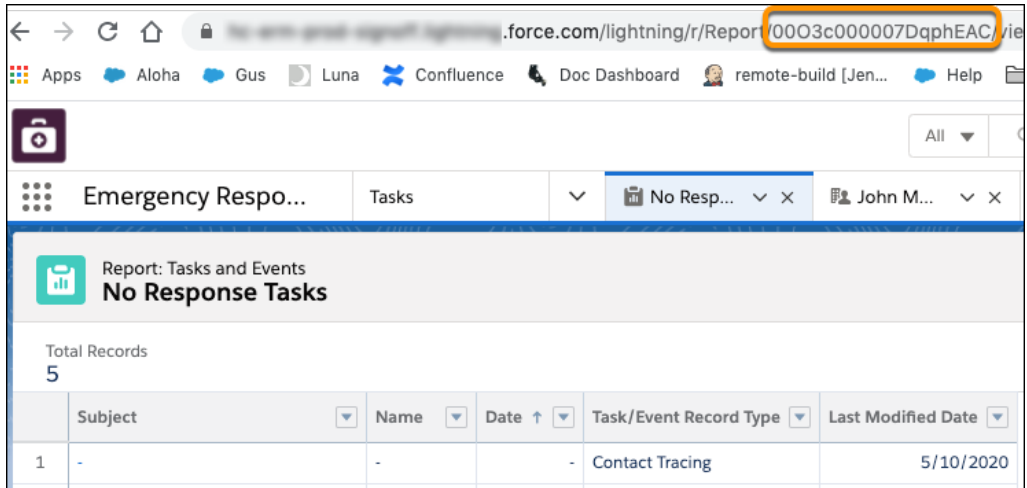 .force.com/lightning/r/Report/00O3c000007DqphEAC/vie
Apps Aloha Gus Luna Confluence Doc Dashboard remote-build [Jen... Help
All
Emergency Respo... Tasks No Resp... John M...
Report: Tasks and Events
No Response Tasks
Total Records
5
Subject Name Date ↑ Task/Event Record Type Last Modified Date
1 - - - Contact Tracing 5/10/2020